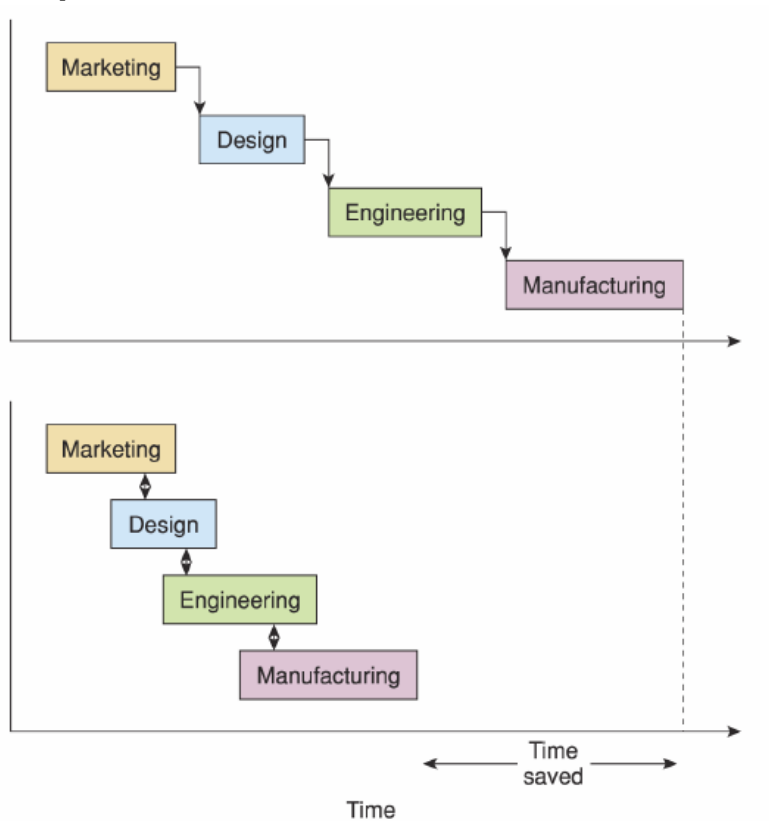 Marketing
Design
Engineering
Manufacturing
Marketing
Design
Engineering
Manufacturing
Time
saved
Time